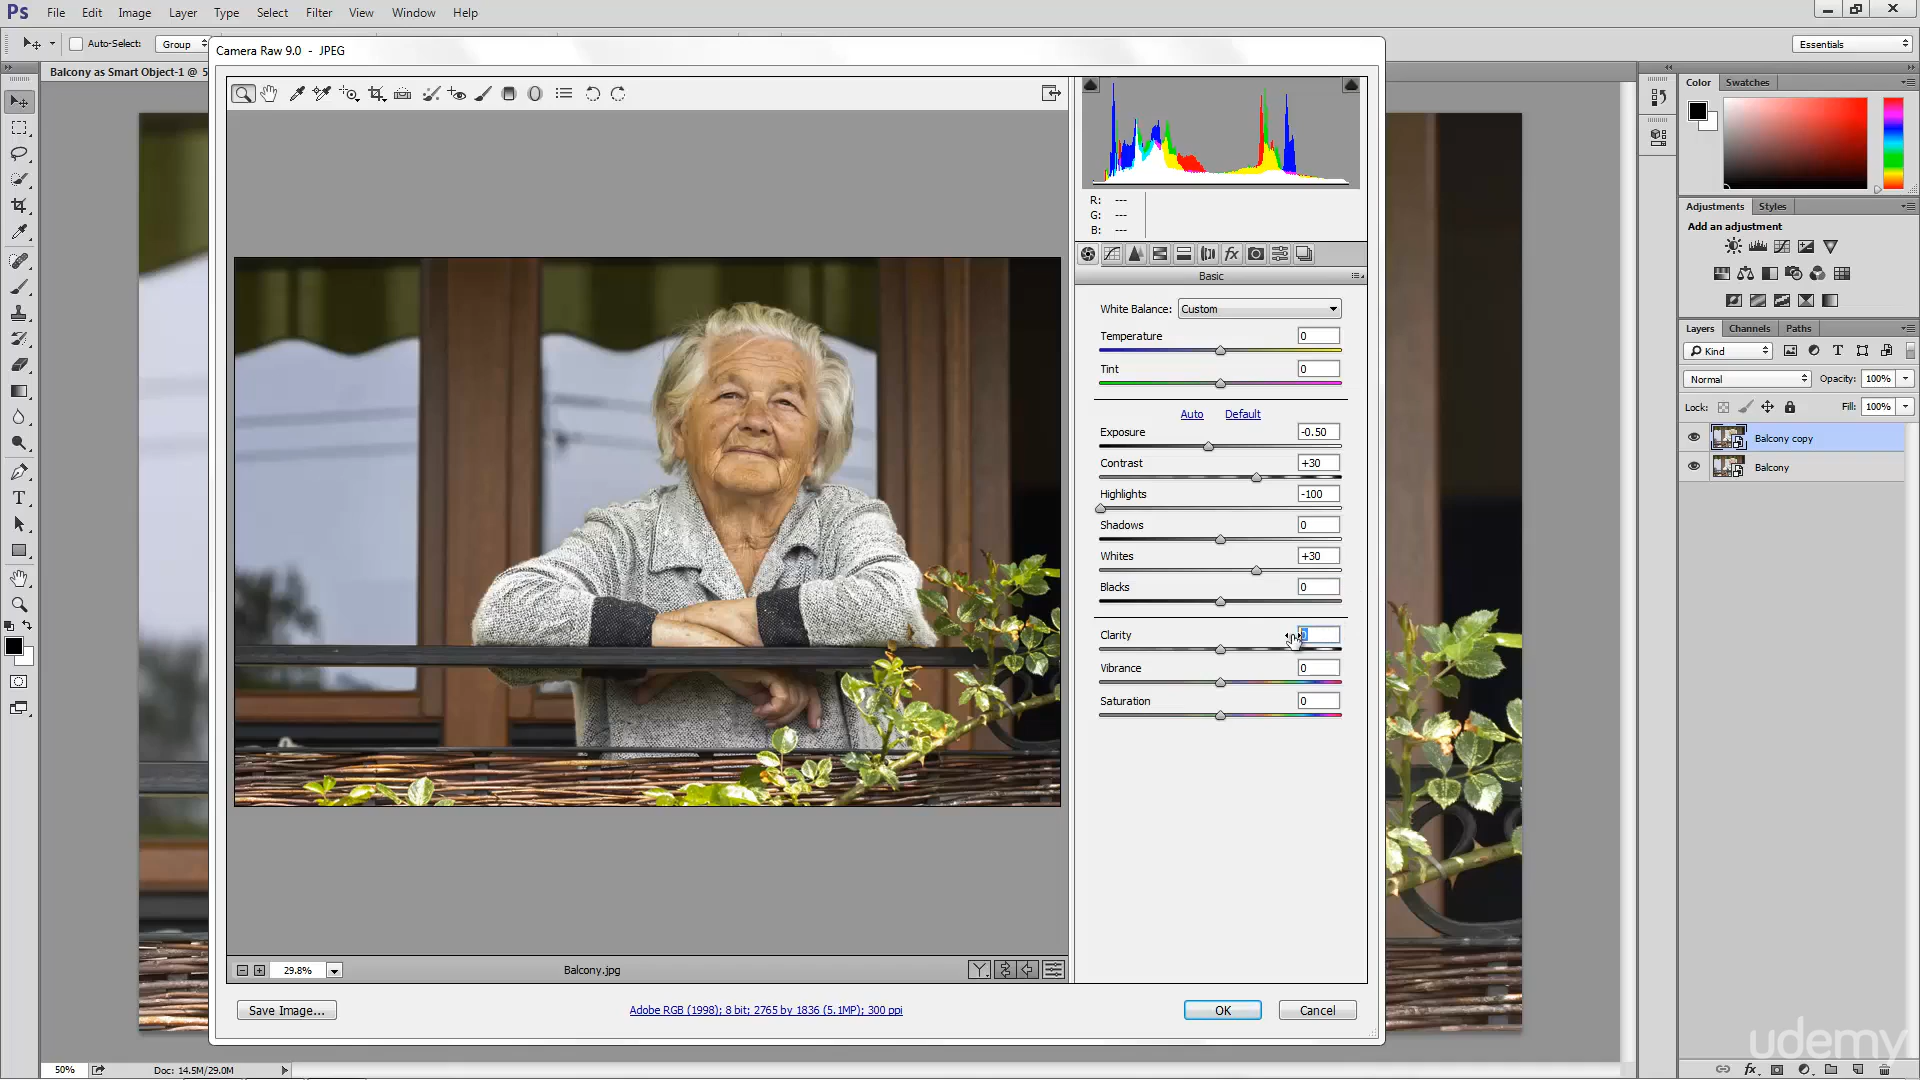 Ps File Edit Image Layer Type Select Filter View Window Help
Auto-Select: Group Essentials
Balcony as Smart Object-1 @ 5
Camera Raw 9.0 - JPEG
Color Swatches
R: ---
G: ---
B: ---
Adjustments Styles
Add an adjustment
Basic
White Balance: Custom
Temperature 0
Tint 0
Auto Default
Exposure -0.50
Contrast +30
Highlights -100
Shadows 0
Whites +30
Blacks 0
Clarity 0
Vibrance 0
Saturation 0
Layers Channels Paths
Kind
Normal Opacity: 100%
Lock: Fill: 100%
Balcony copy
Balcony
29.8% Balcony.jpg
Save Image... Adobe RGB (1998); 8 bit; 2765 by 1836 (5.1MP); 300 ppi OK Cancel
udemy
50% Doc: 14.5M/29.0M